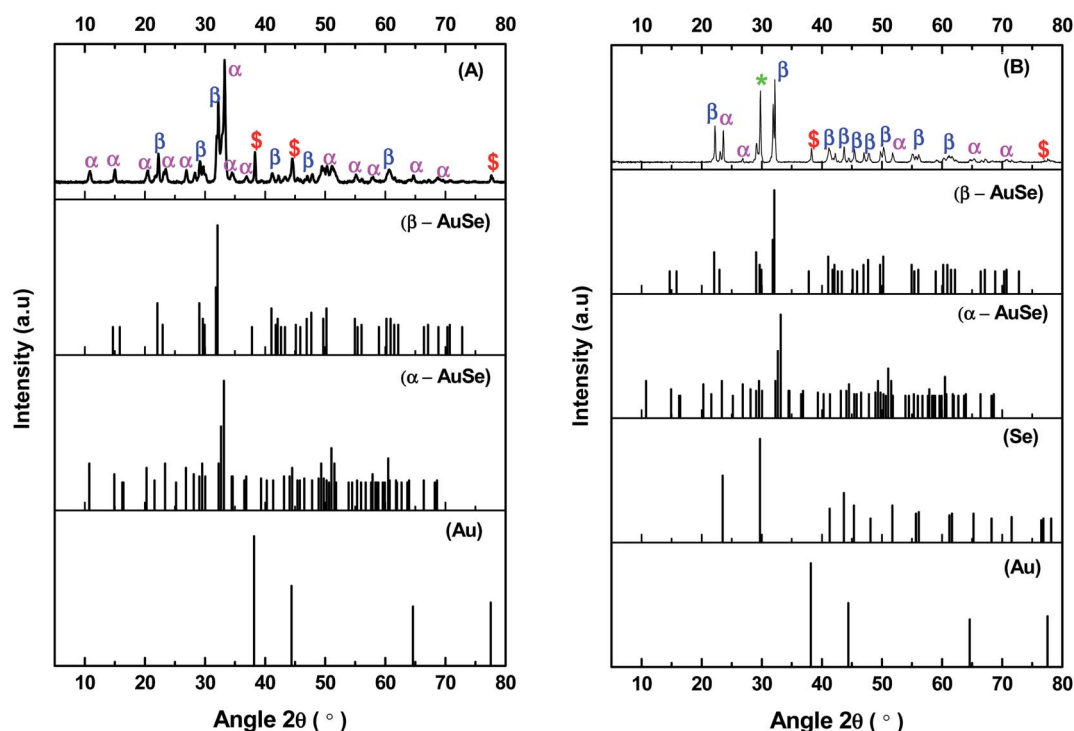 10 20 30 40 50 60 70 80
(A)
α α α β α α β β α α $ β $ β α α α β α α $
(β – AuSe)
(α – AuSe)
(Au)
10 20 30 40 50 60 70 80
Angle 2θ ( ° )
Intensity (a.u)
10 20 30 40 50 60 70 80
(B)
β α α * β $ β β β β β α β β α α $
(β – AuSe)
(α – AuSe)
(Se)
(Au)
10 20 30 40 50 60 70 80
Angle 2θ ( ° )
Intensity (a.u)